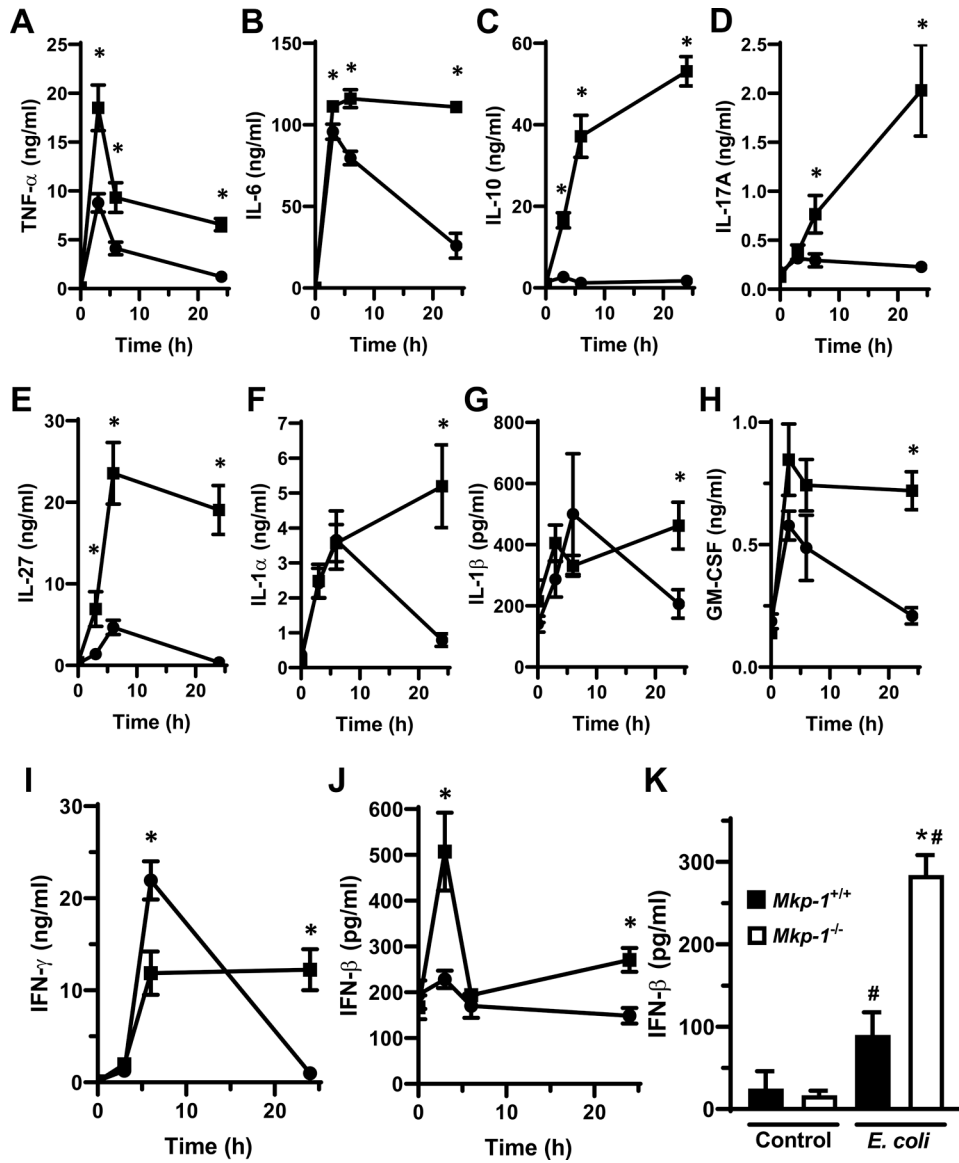 A
TNF-α (ng/ml)
25
20
15
10
5
0
0 10 20
Time (h)
*
*
*
B
IL-6 (ng/ml)
150
100
50
0
0 10 20
Time (h)
* * *
C
IL-10 (ng/ml)
60
40
20
0
0 10 20
Time (h)
*
*
*
D
IL-17A (ng/ml)
2.5
2.0
1.5
1.0
0.5
0.0
0 10 20
Time (h)
*
*
E
IL-27 (ng/ml)
30
20
10
0
0 10 20
Time (h)
*
*
*
F
IL-1α (ng/ml)
7
6
5
4
3
2
1
0
0 10 20
Time (h)
*
G
IL-1β (pg/ml)
800
600
400
200
0
0 10 20
Time (h)
*
H
GM-CSF (ng/ml)
1.0
0.5
0.0
0 10 20
Time (h)
*
I
IFN-γ (ng/ml)
30
20
10
0
0 10 20
Time (h)
*
*
J
IFN-β (pg/ml)
600
500
400
300
200
100
0
0 10 20
Time (h)
*
*
K
IFN-β (pg/ml)
300
200
100
0
Mkp-1+/+
Mkp-1-/-
#
*#
Control E. coli